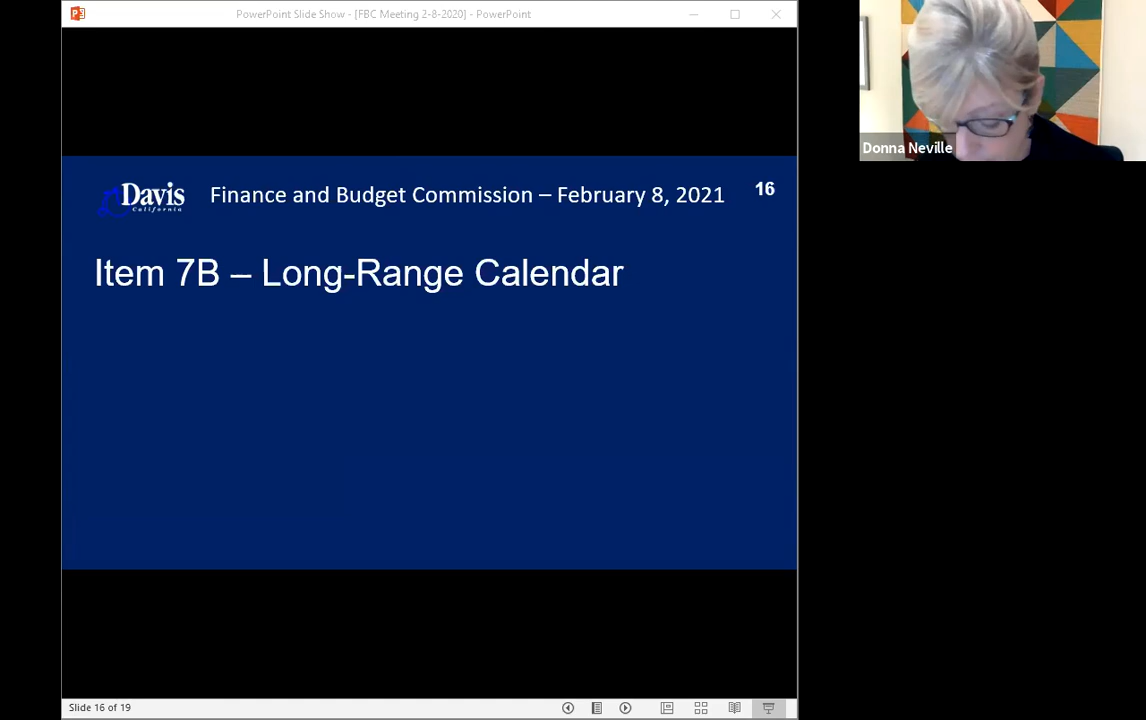 PowerPoint Slide Show - [FBC Meeting 2-8-2020] - PowerPoint
Donna Neville
Davis
California
Finance and Budget Commission – February 8, 2021
16
Item 7B – Long-Range Calendar
Slide 16 of 19